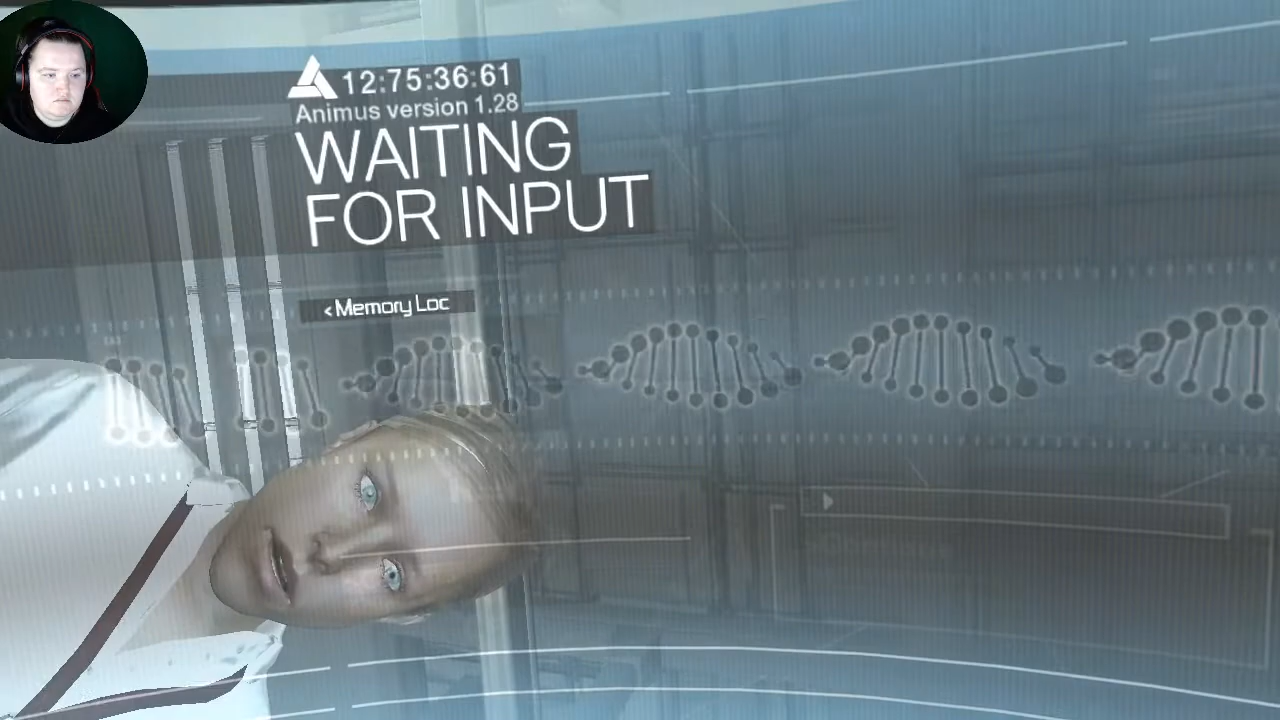 12:75:36:61
Animus version 1.28
WAITING
FOR INPUT
<Memory Loc